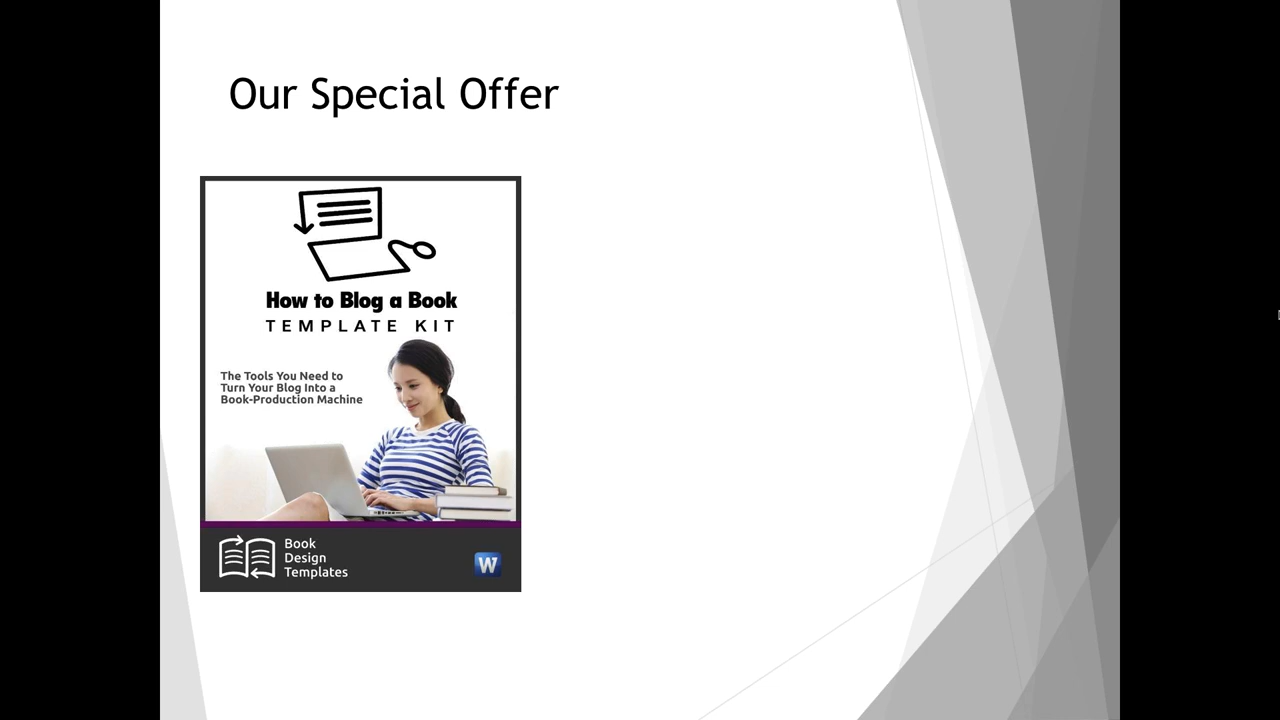 Our Special Offer
How to Blog a Book
TEMPLATE KIT
The Tools You Need to
Turn Your Blog Into a
Book-Production Machine
Book
Design
Templates
W